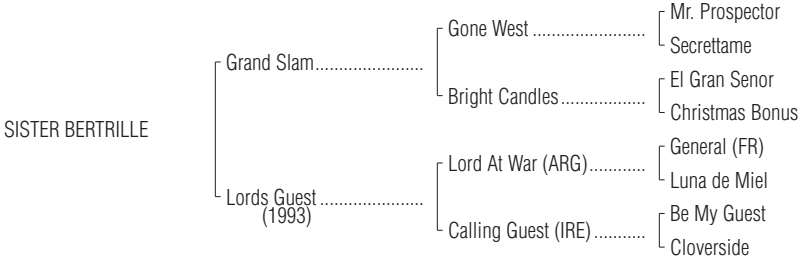 Mr. Prospector
Gone West ........................
Secrettame
Grand Slam.......................
El Gran Senor
Bright Candles..................
Christmas Bonus
SISTER BERTRILLE
General (FR)
Lord At War (ARG)............
Luna de Miel
Lords Guest ......................
(1993)
Be My Guest
Calling Guest (IRE) ...........
Cloverside